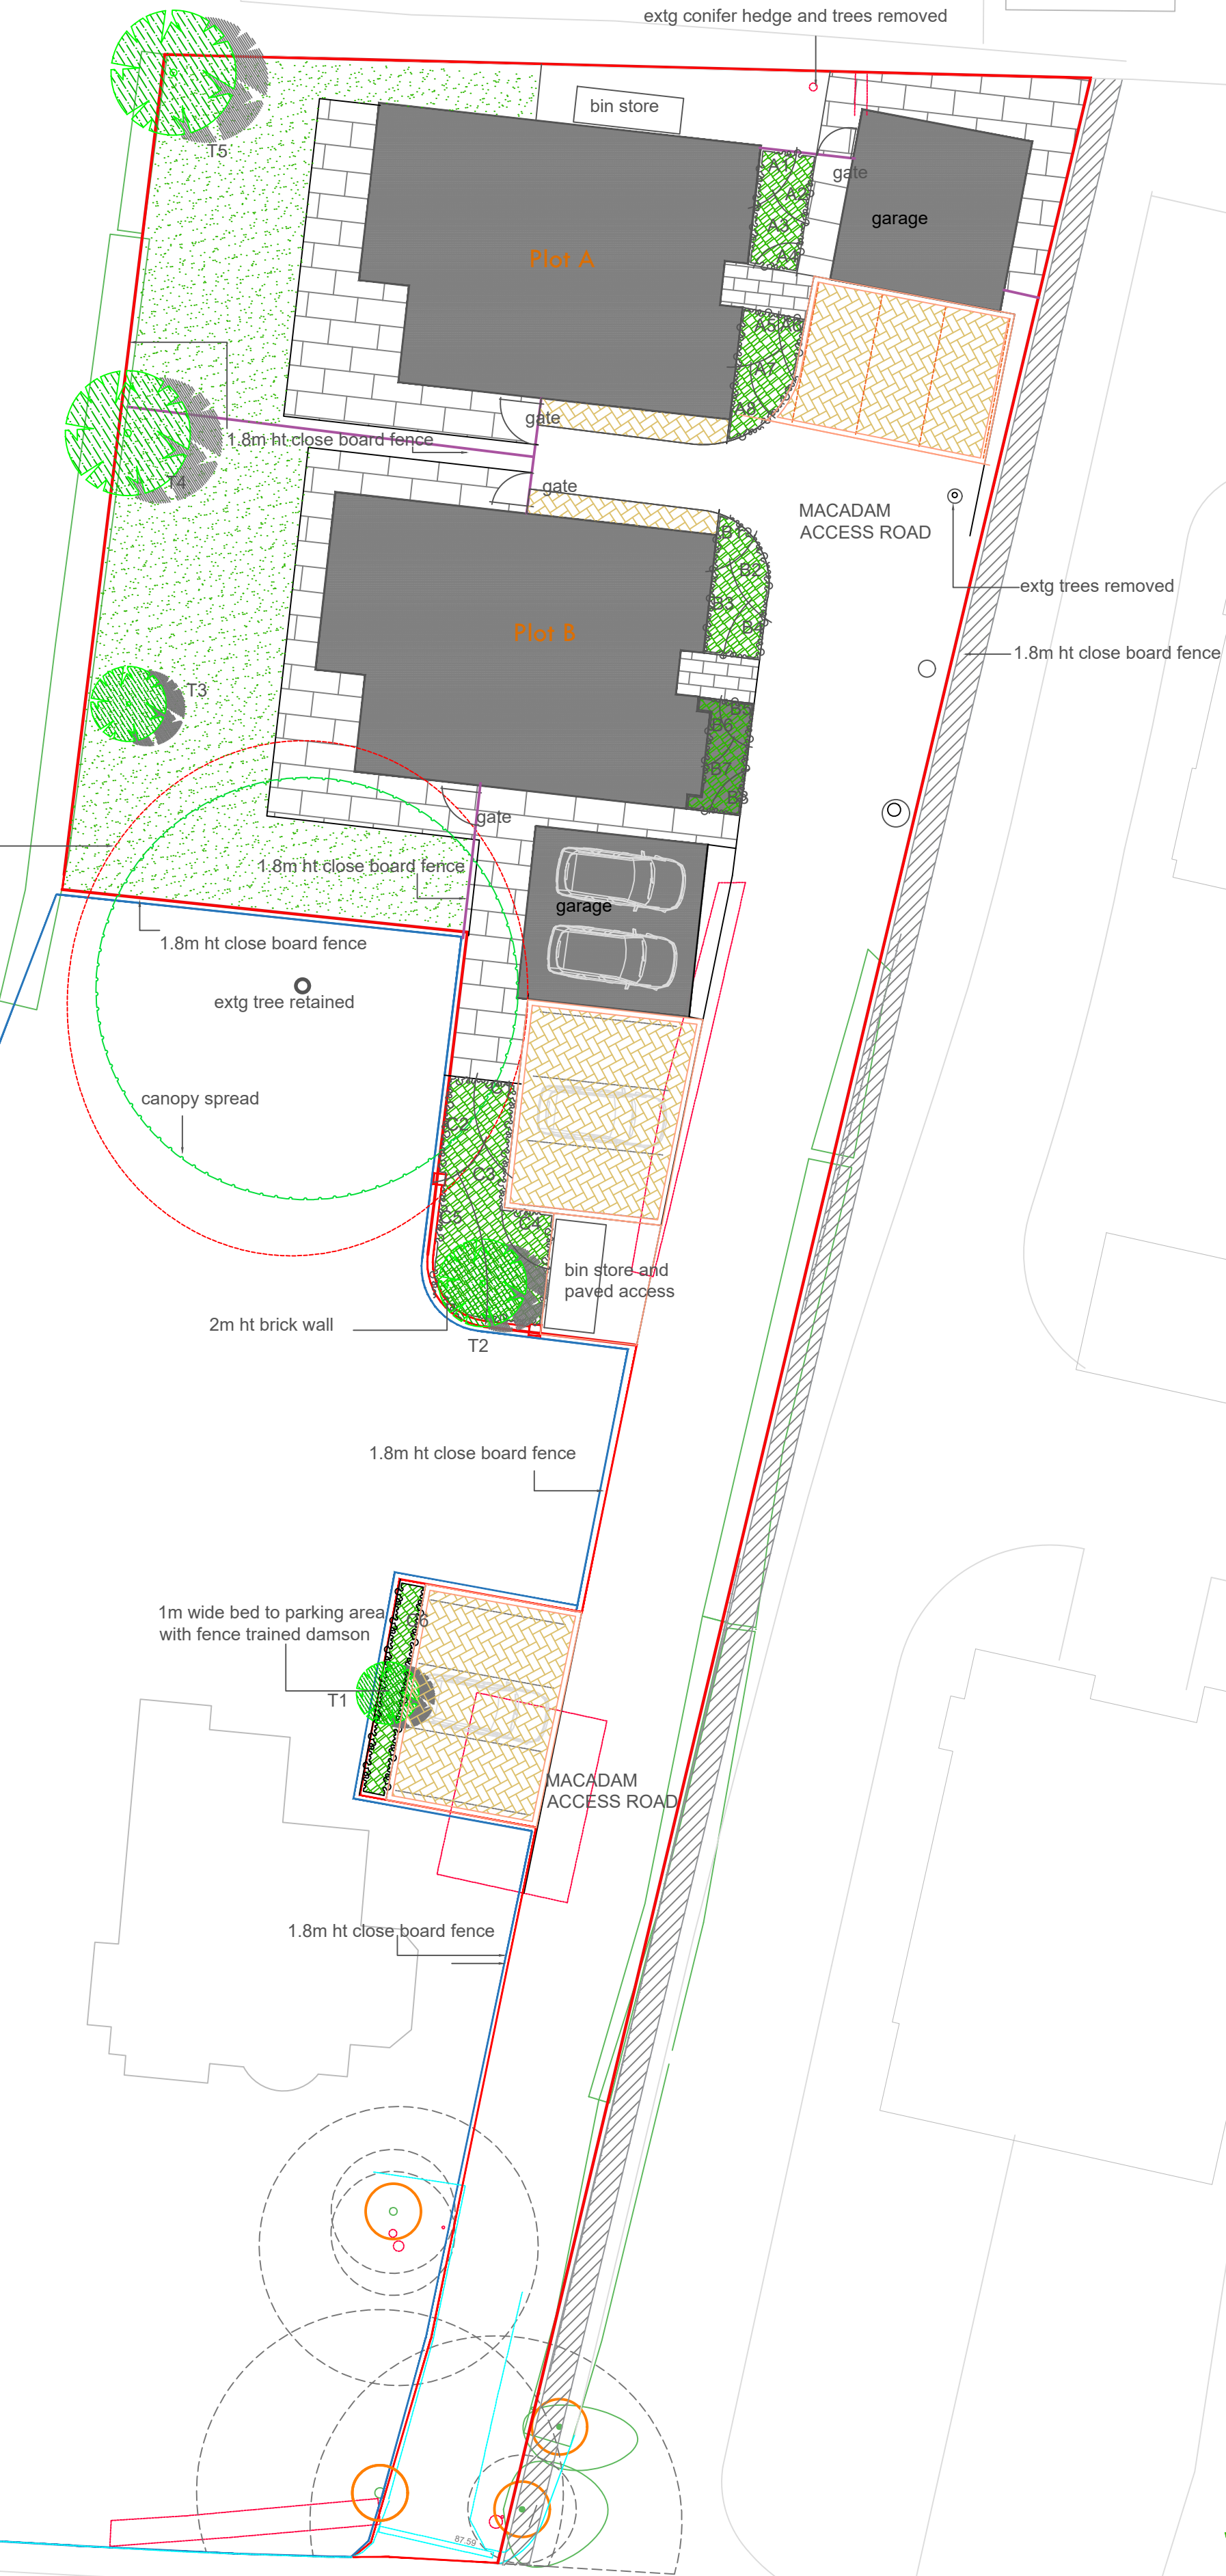 extg conifer hedge and trees removed
bin store
T5
A1
A2
A3
A4
gate
garage
Plot A
A5
A6
A7
A8
gate
1.8m ht close board fence
T4
gate
MACADAM
ACCESS ROAD
B1
B2
B3
B4
extg trees removed
Plot B
1.8m ht close board fence
T3
B5
B6
B7
B8
gate
1.8m ht close board fence
garage
1.8m ht close board fence
extg tree retained
canopy spread
C2
C3
C5
C4
bin store and
paved access
2m ht brick wall
T2
1.8m ht close board fence
1m wide bed to parking area
with fence trained damson
C6
T1
MACADAM
ACCESS ROAD
1.8m ht close board fence
87.59